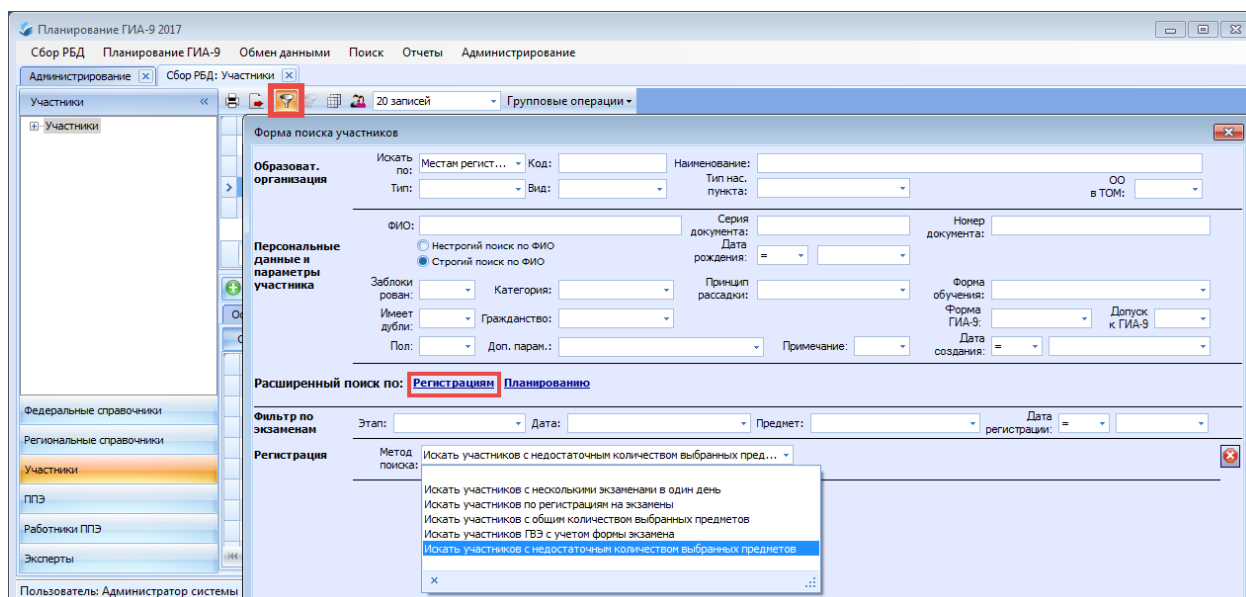 Планирование ГИА-9 2017
Сбор РБД Планирование ГИА-9 Обмен данными Поиск Отчеты Администрирование
Администрирование Сбор РБД: Участники
Участники « 20 записей Групповые операции
Участники
Форма поиска участников
Образоват. организация
Искать по: Местам регист... Код: Наименование:
Тип: Вид: Тип нас. пункта: ОО в ТОМ:
Персональные данные и параметры участника
ФИО: Серия документа: Номер документа:
Нестрогий поиск по ФИО
Строгий поиск по ФИО
Дата рождения: =
Заблоки рован: Категория: Принцип рассадки: Форма обучения:
Имеет дубли: Гражданство: Форма ГИА-9: Допуск к ГИА-9
Пол: Доп. парам.: Примечание: Дата создания: =
Расширенный поиск по: Регистрациям Планированию
Фильтр по экзаменам
Этап: Дата: Предмет: Дата регистрации: =
Регистрация
Метод поиска: Искать участников с недостаточным количеством выбранных пред...
Искать участников с несколькими экзаменами в один день
Искать участников по регистрациям на экзамены
Искать участников с общим количеством выбранных предметов
Искать участников ГВЭ с учетом формы экзамена
Искать участников с недостаточным количеством выбранных предметов
Федеральные справочники
Региональные справочники
Участники
ППЭ
Работники ППЭ
Эксперты
Пользователь: Администратор системы